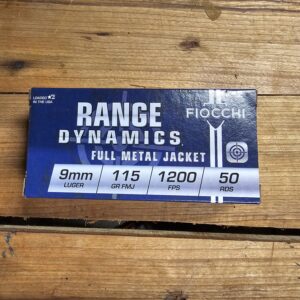 LOADED
IN THE USA
RANGE
DYNAMICS
FULL METAL JACKET
FIOCCHI
9mm
LUGER
115
GR FMJ
1200
FPS
50
RDS